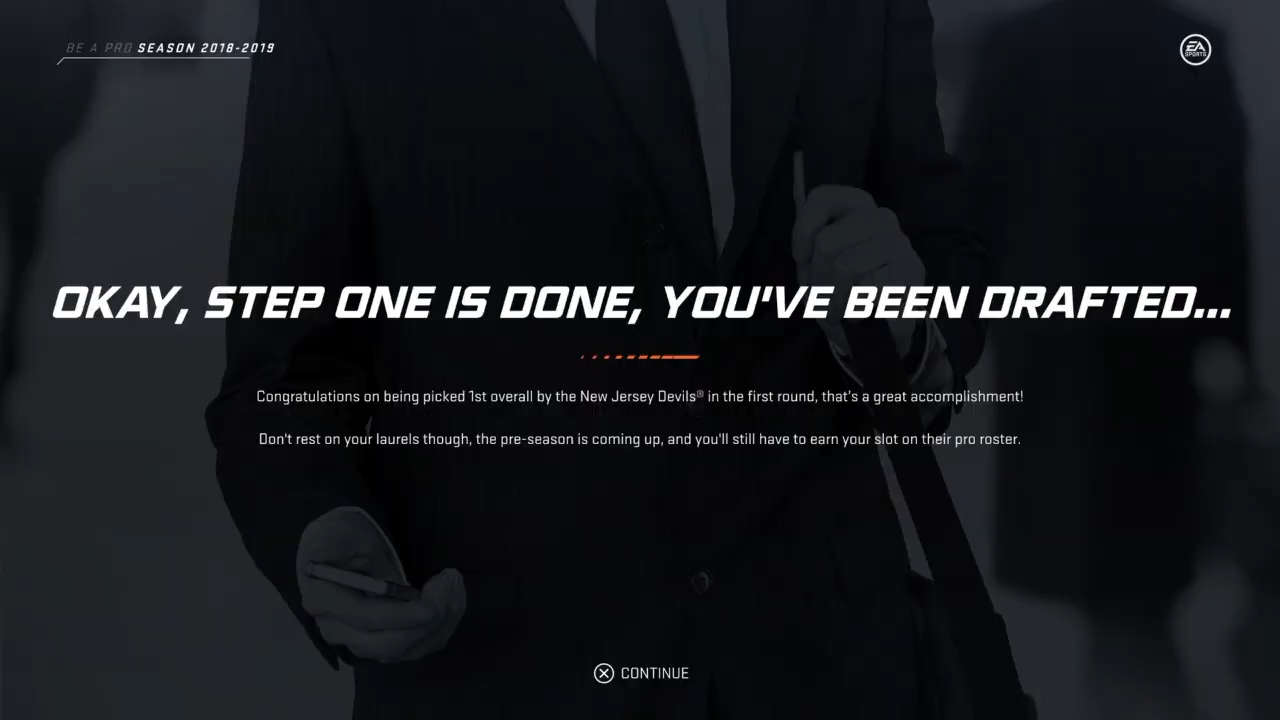 BE A PRO SEASON 2018-2019
EA SPORTS
OKAY, STEP ONE IS DONE, YOU'VE BEEN DRAFTED...
Congratulations on being picked 1st overall by the New Jersey Devils® in the first round, that's a great accomplishment!
Don't rest on your laurels though, the pre-season is coming up, and you'll still have to earn your slot on their pro roster.
CONTINUE